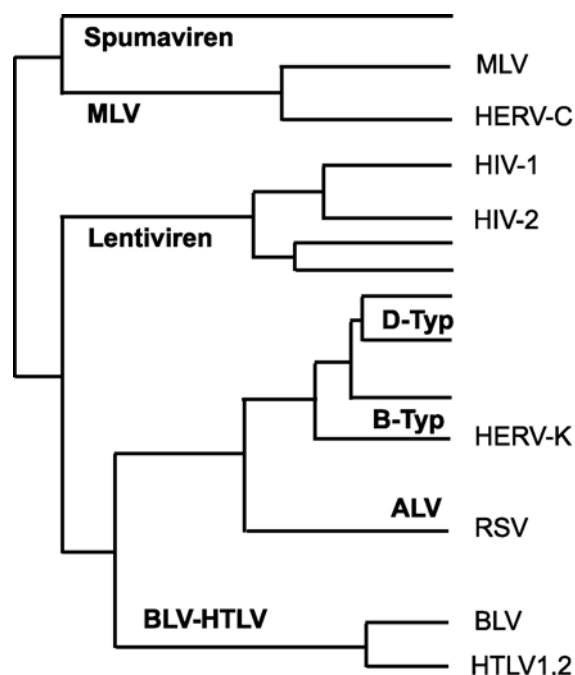 Spumaviren
MLV
MLV
HERV-C
HIV-1
HIV-2
Lentiviren
D-Typ
B-Typ
HERV-K
ALV
RSV
BLV-HTLV
BLV
HTLV1,2